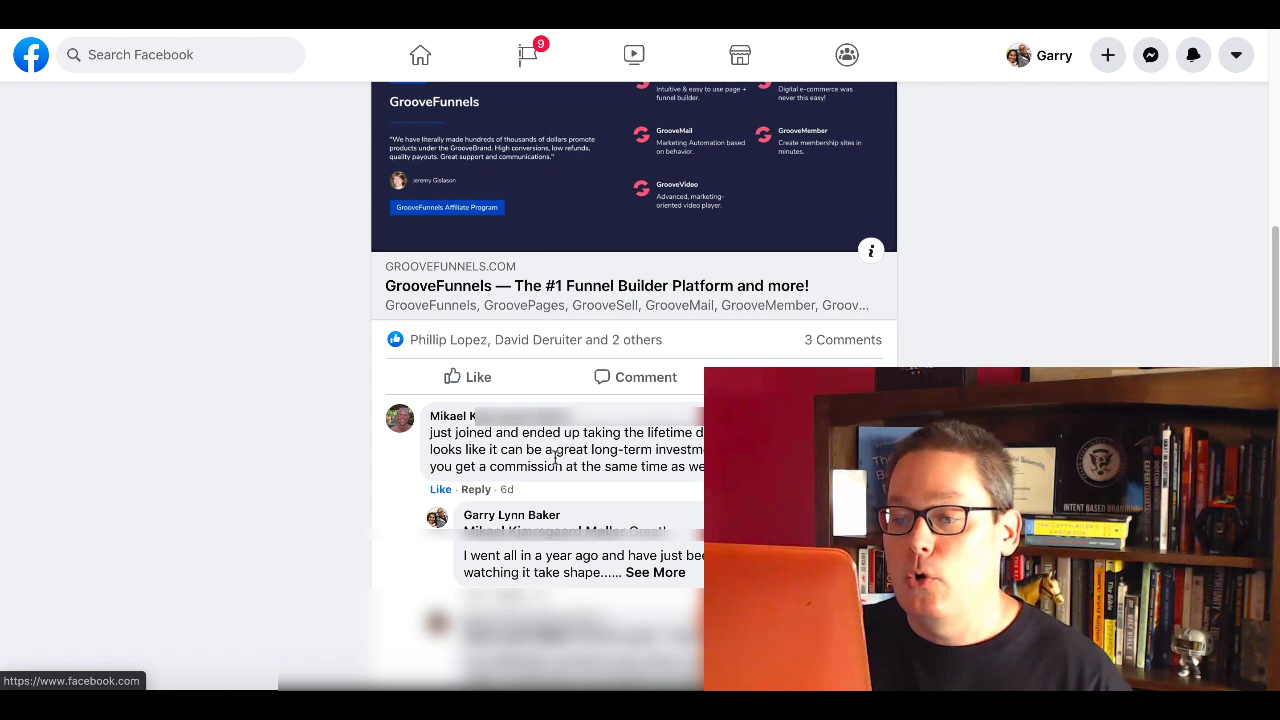 Search Facebook
9
Garry
GrooveFunnels
"We have literally made hundreds of thousands of dollars promote
products under the GrooveBrand. High conversions, low refunds,
quality payouts. Great support and communications."
Jeremy Gislason
GrooveFunnels Affiliate Program
Intuitive & easy to use page +
funnel builder.
Digital e-commerce was
never this easy!
GrooveMail
Marketing Automation based
on behavior.
GrooveMember
Create membership sites in
minutes.
GrooveVideo
Advanced, marketing-
oriented video player.
GROOVEFUNNELS.COM
GrooveFunnels — The #1 Funnel Builder Platform and more!
GrooveFunnels, GroovePages, GrooveSell, GrooveMail, GrooveMember, Groov...
Phillip Lopez, David Deruiter and 2 others
3 Comments
Like
Comment
Mikael K
just joined and ended up taking the lifetime d
looks like it can be a great long-term investm
you get a commission at the same time as we
Like · Reply · 6d
Garry Lynn Baker
Mikael Kjærsgaard Møller Great!
I went all in a year ago and have just bee
watching it take shape...... See More
https://www.facebook.com
INTENT BASED BRANDING